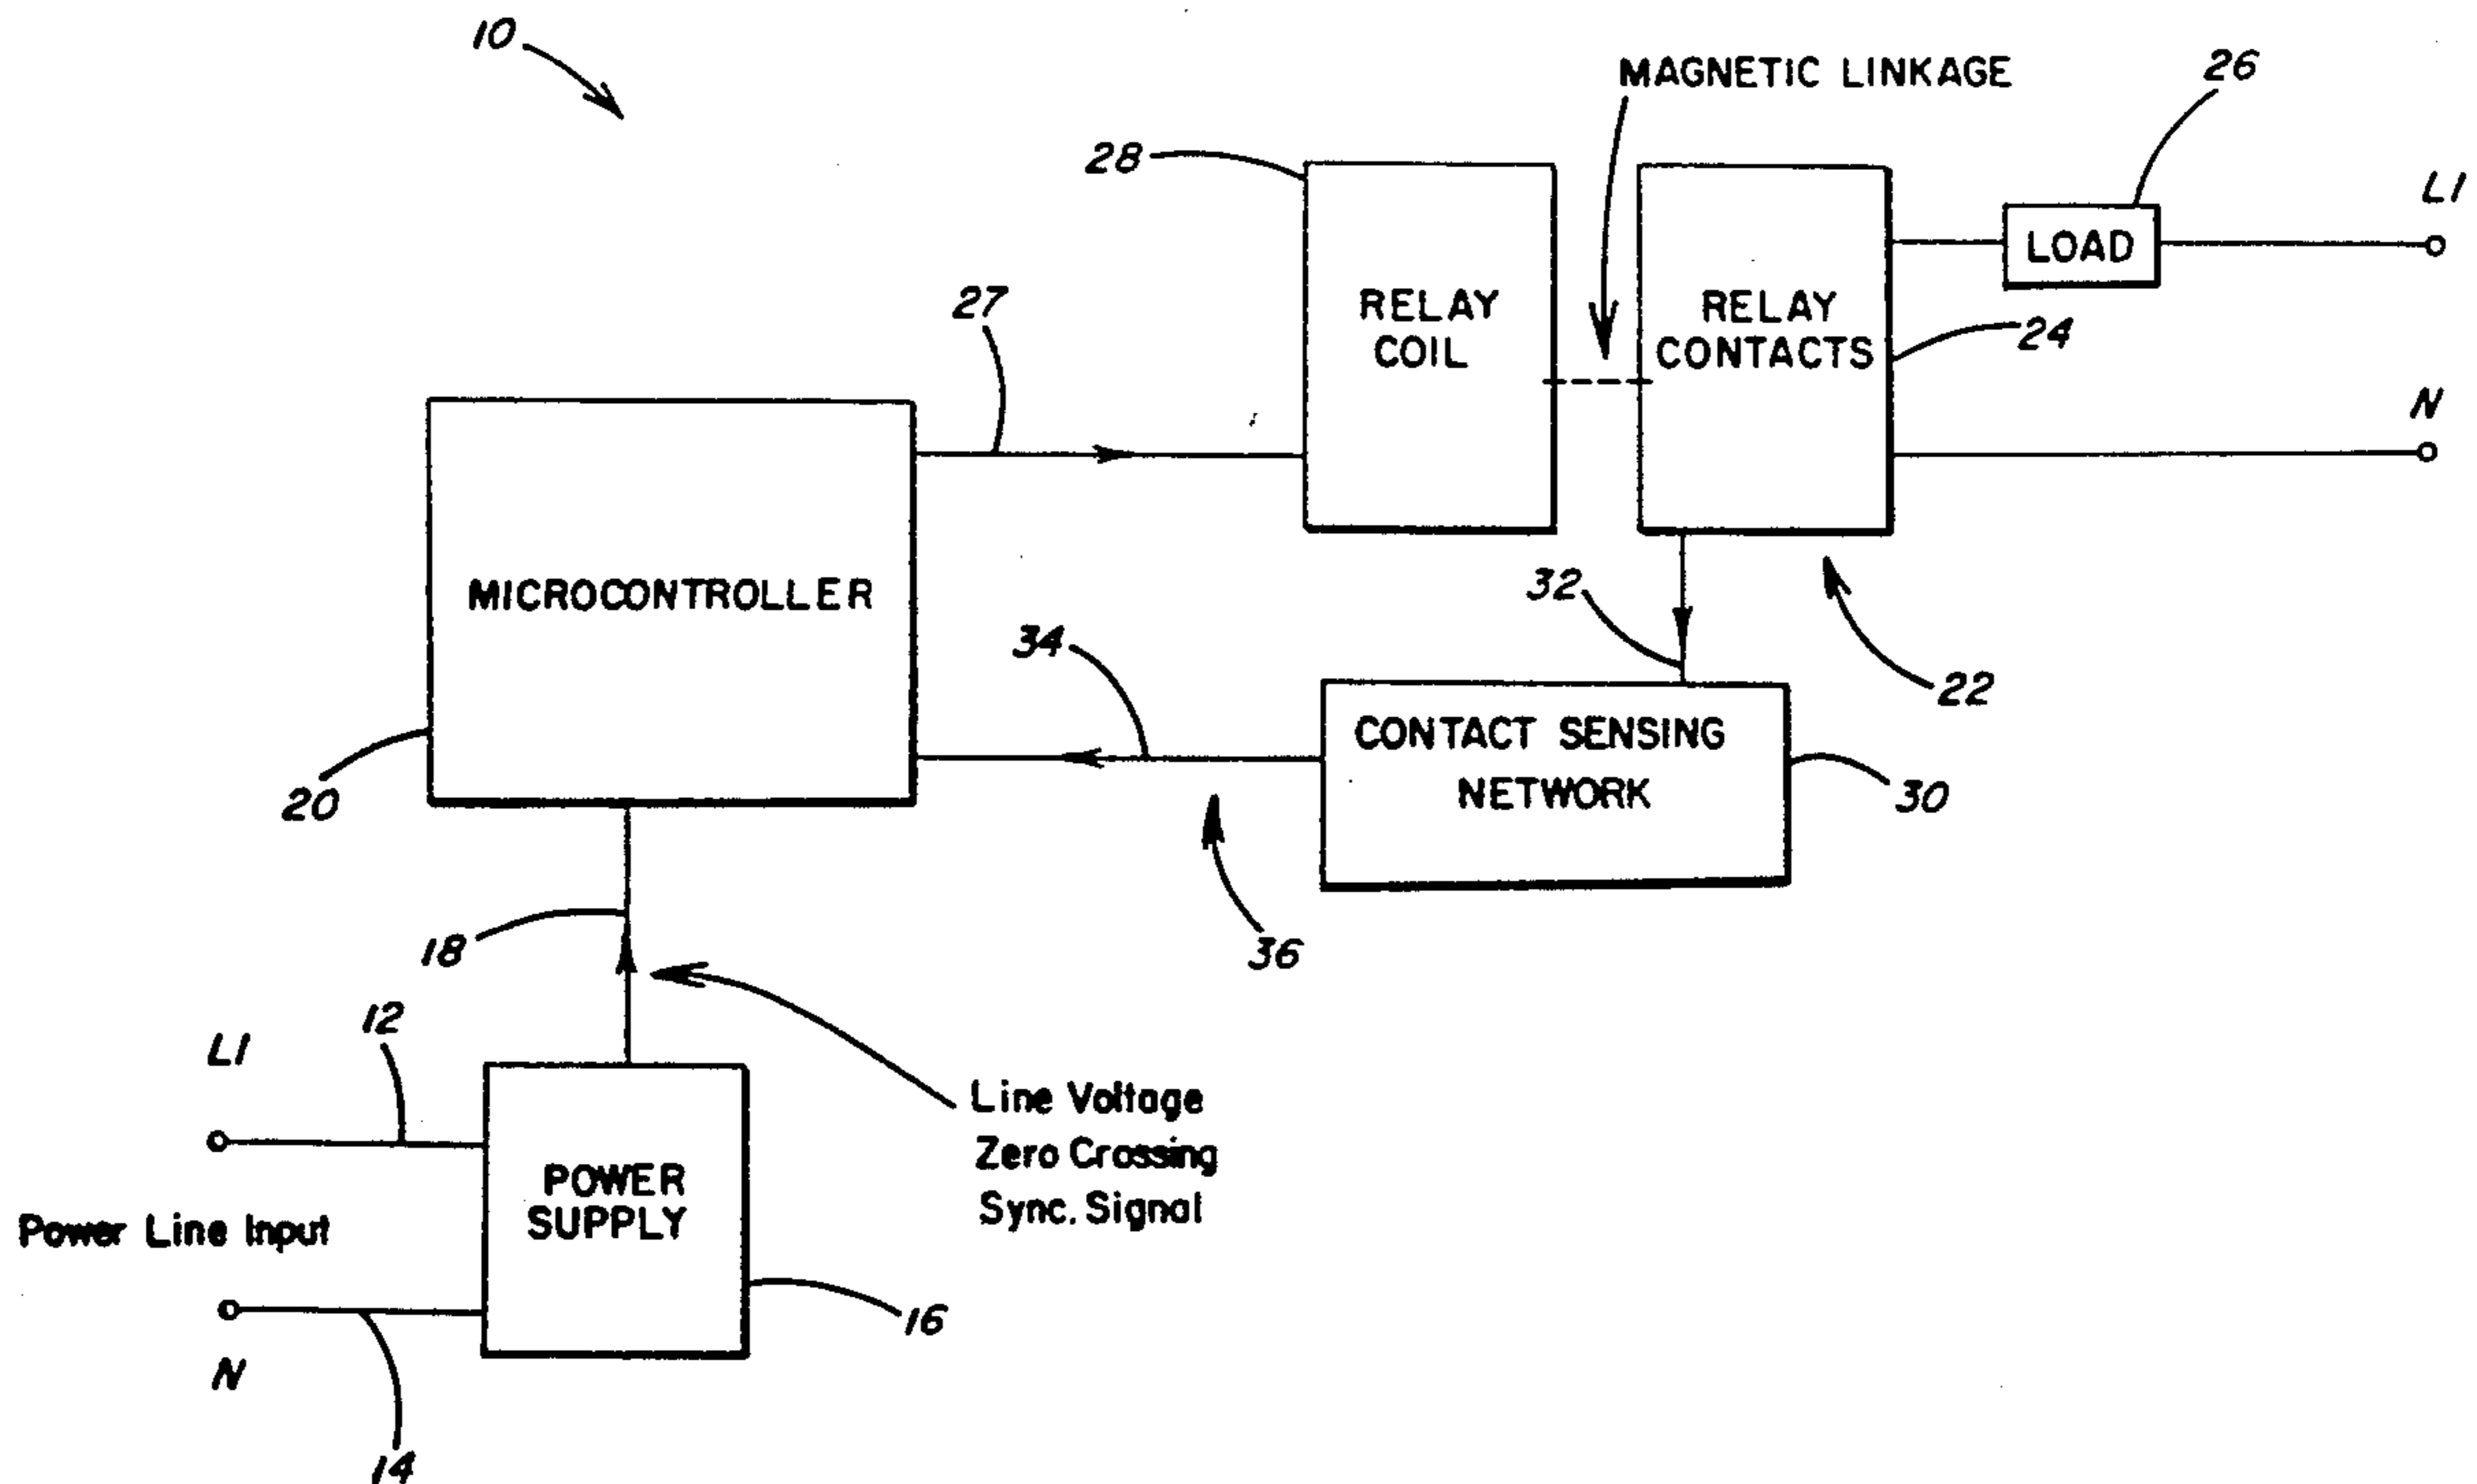 10
MAGNETIC LINKAGE
26
28
L1
LOAD
27
RELAY
COIL
RELAY
CONTACTS
24
N
MICROCONTROLLER
32
34
22
CONTACT SENSING
NETWORK
20
30
18
36
12
L1
Line Voltage
Zero Crossing
Sync. Signal
POWER
SUPPLY
Power Line Input
16
N
14